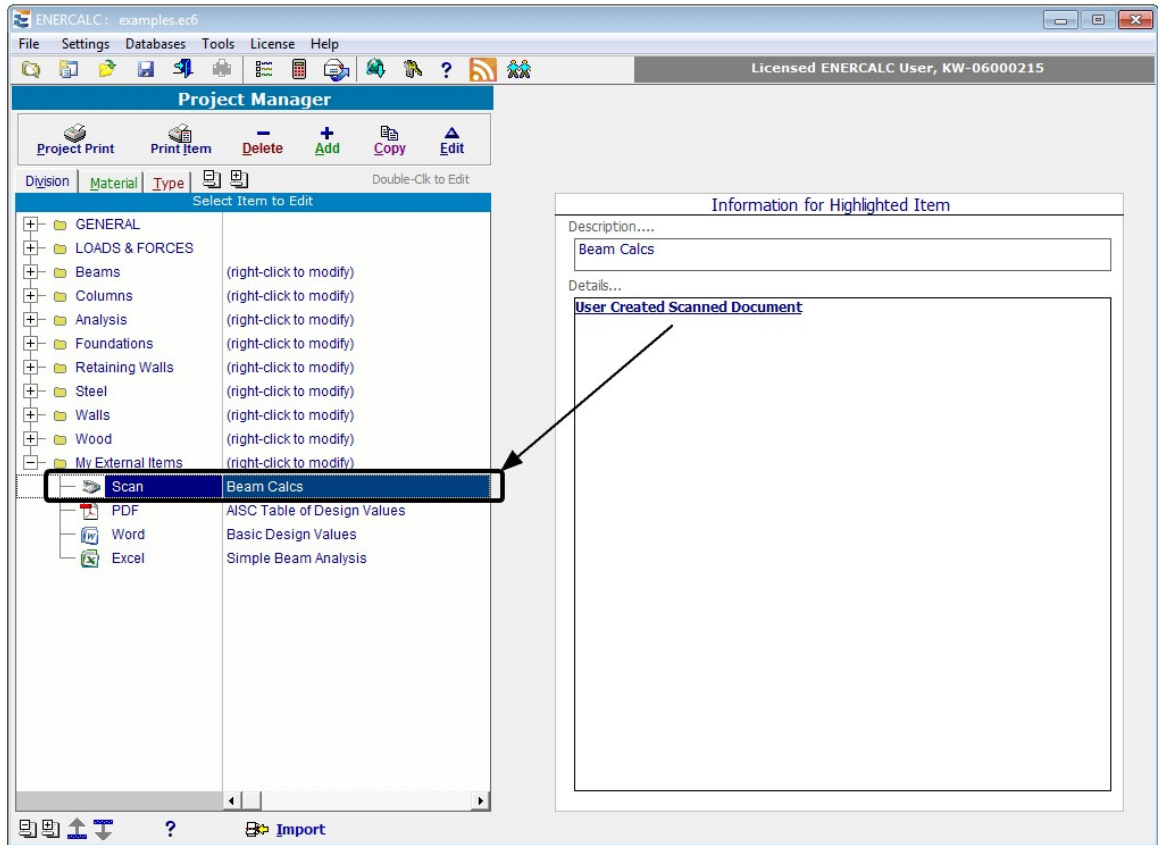 ENERCALC : examples.ec6
File Settings Databases Tools License Help
? Licensed ENERCALC User, KW-06000215
Project Manager
Project Print Print Item Delete Add Copy Edit
Division Material Type Double-Clk to Edit
Select Item to Edit
GENERAL
LOADS & FORCES
Beams (right-click to modify)
Columns (right-click to modify)
Analysis (right-click to modify)
Foundations (right-click to modify)
Retaining Walls (right-click to modify)
Steel (right-click to modify)
Walls (right-click to modify)
Wood (right-click to modify)
My External Items (right-click to modify)
Scan Beam Calcs
PDF AISC Table of Design Values
Word Basic Design Values
Excel Simple Beam Analysis
? Import
Information for Highlighted Item
Description....
Beam Calcs
Details...
User Created Scanned Document